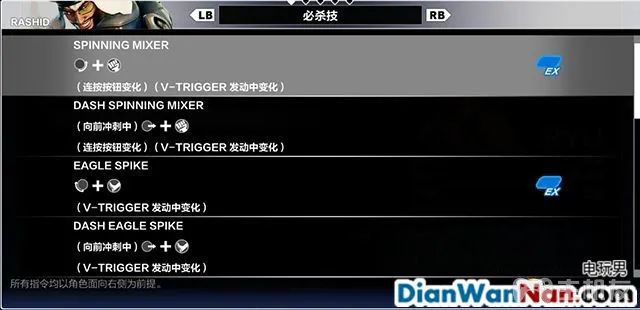 RASHID
LB 必杀技 RB
SPINNING MIXER
+
(连按按钮变化) (V-TRIGGER 发动中变化)
EX
DASH SPINNING MIXER
(向前冲刺中) +
(连按按钮变化) (V-TRIGGER 发动中变化)
EAGLE SPIKE
+
(V-TRIGGER 发动中变化)
EX
DASH EAGLE SPIKE
(向前冲刺中) +
(V-TRIGGER 发动中变化)
所有指令均以角色面向右侧为前提。
电玩男
DianWanNan.com